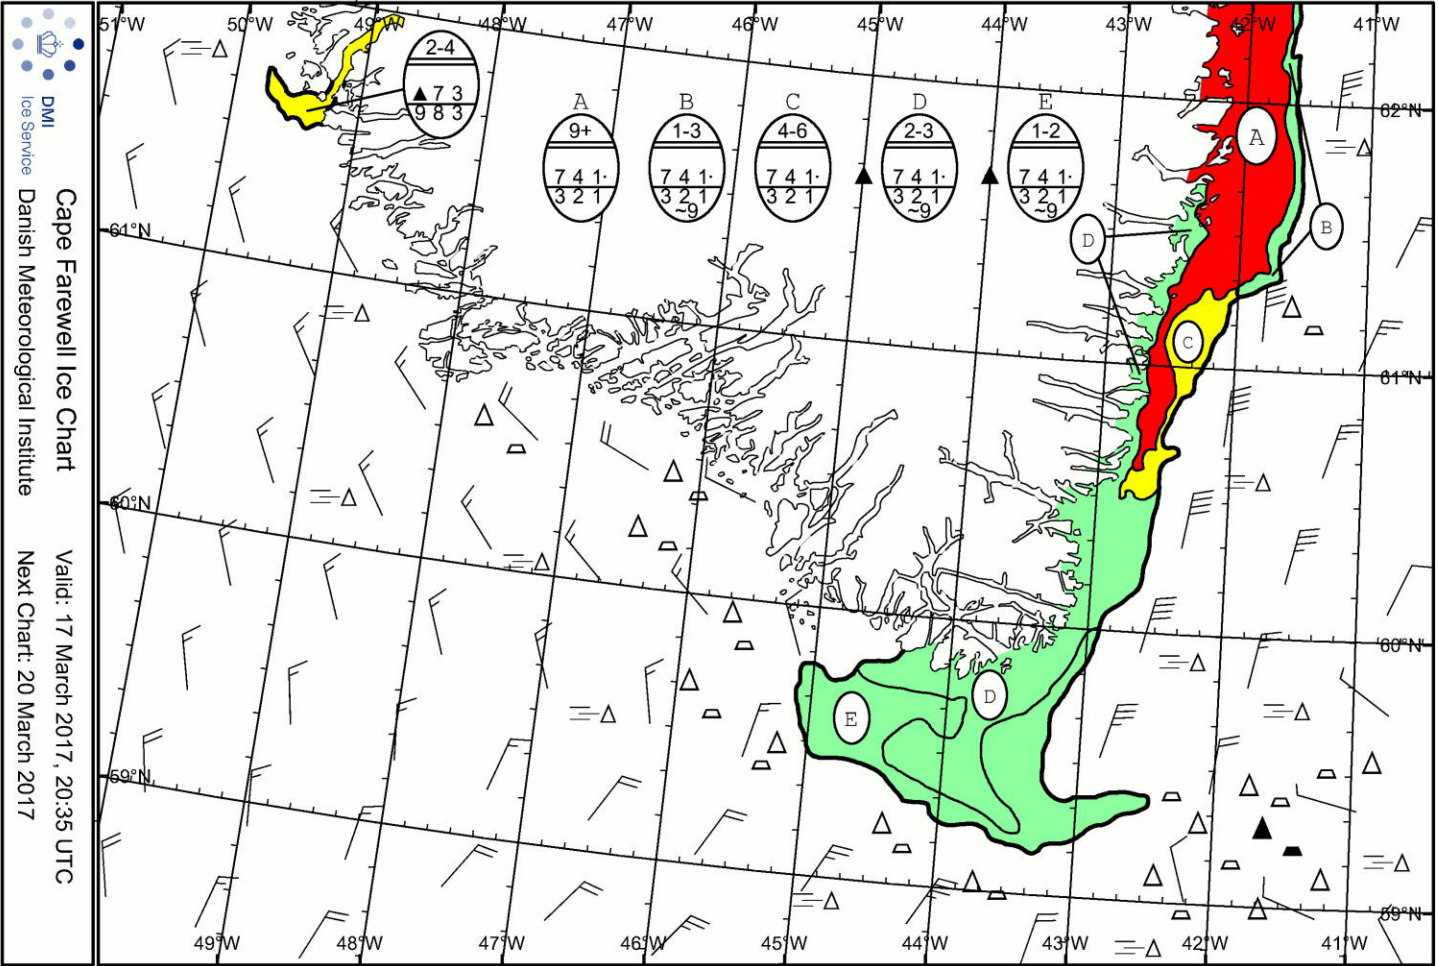 DMI
Ice Service
Cape Farewell Ice Chart
Danish Meteorological Institute
Valid: 17 March 2017, 20:35 UTC
Next Chart: 20 March 2017
51°W 50°W 49°W 48°W 47°W 46°W 45°W 44°W 43°W 42°W 41°W
2-4
▲ 7 3
9 8 3
A B C D E
9+ 1-3 4-6 2-3 1-2
7 4 1· 7 4 1· 7 4 1· ▲ 7 4 1· ▲ 7 4 1·
3 2 1 3 2 1 3 2 1 3 2 1 3 2 1
~9 ~9 ~9
62°N
A
B
D
61°N
C
61°N
60°N
60°N
D
E
59°N
59°N
49°W 48°W 47°W 46°W 45°W 44°W 43°W 42°W 41°W